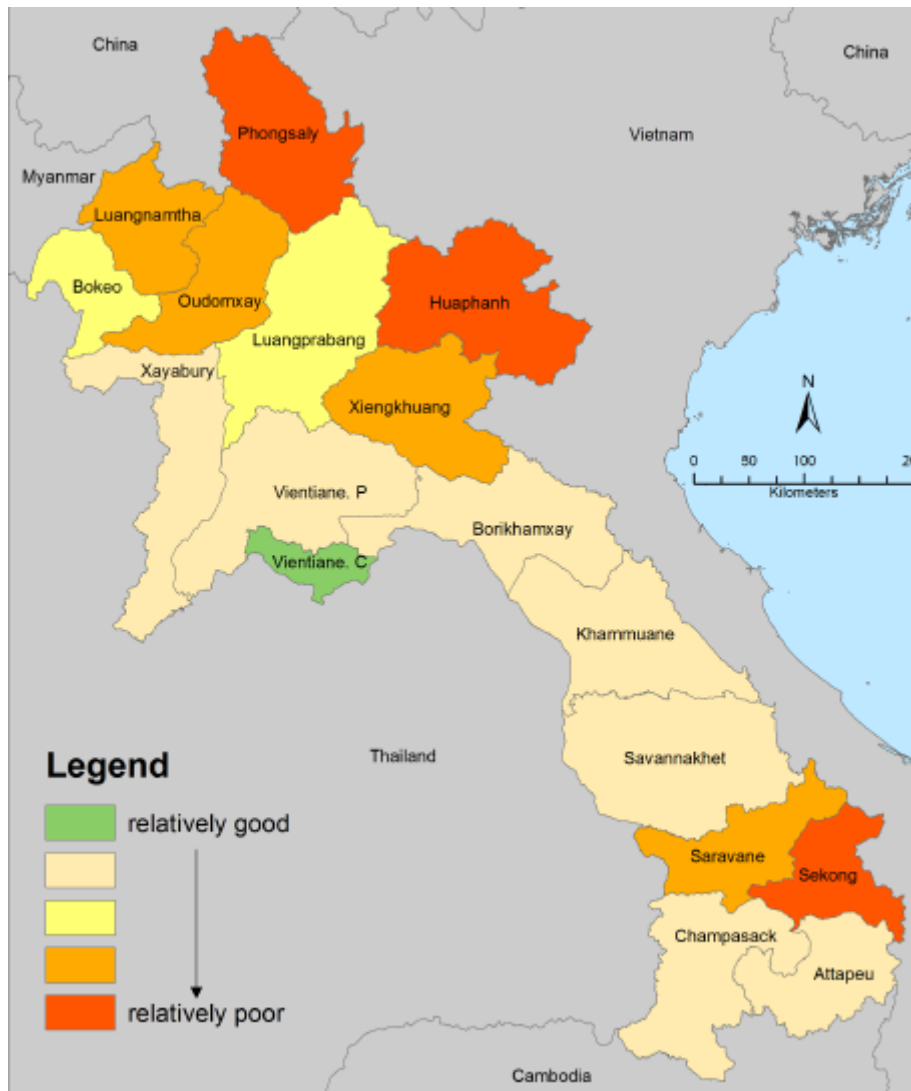 China
China
Phongsaly
Vietnam
Myanmar
Luangnamtha
Bokeo
Oudomxay
Huaphanh
Luangprabang
Xayabury
Xiengkhuang
N
0 50 100 20
Kilometers
Vientiane. P
Borikhamxay
Vientiane. C
Khammuane
Thailand
Savannakhet
Legend
relatively good
Saravane
Sekong
Champasack
Attapeu
relatively poor
Cambodia